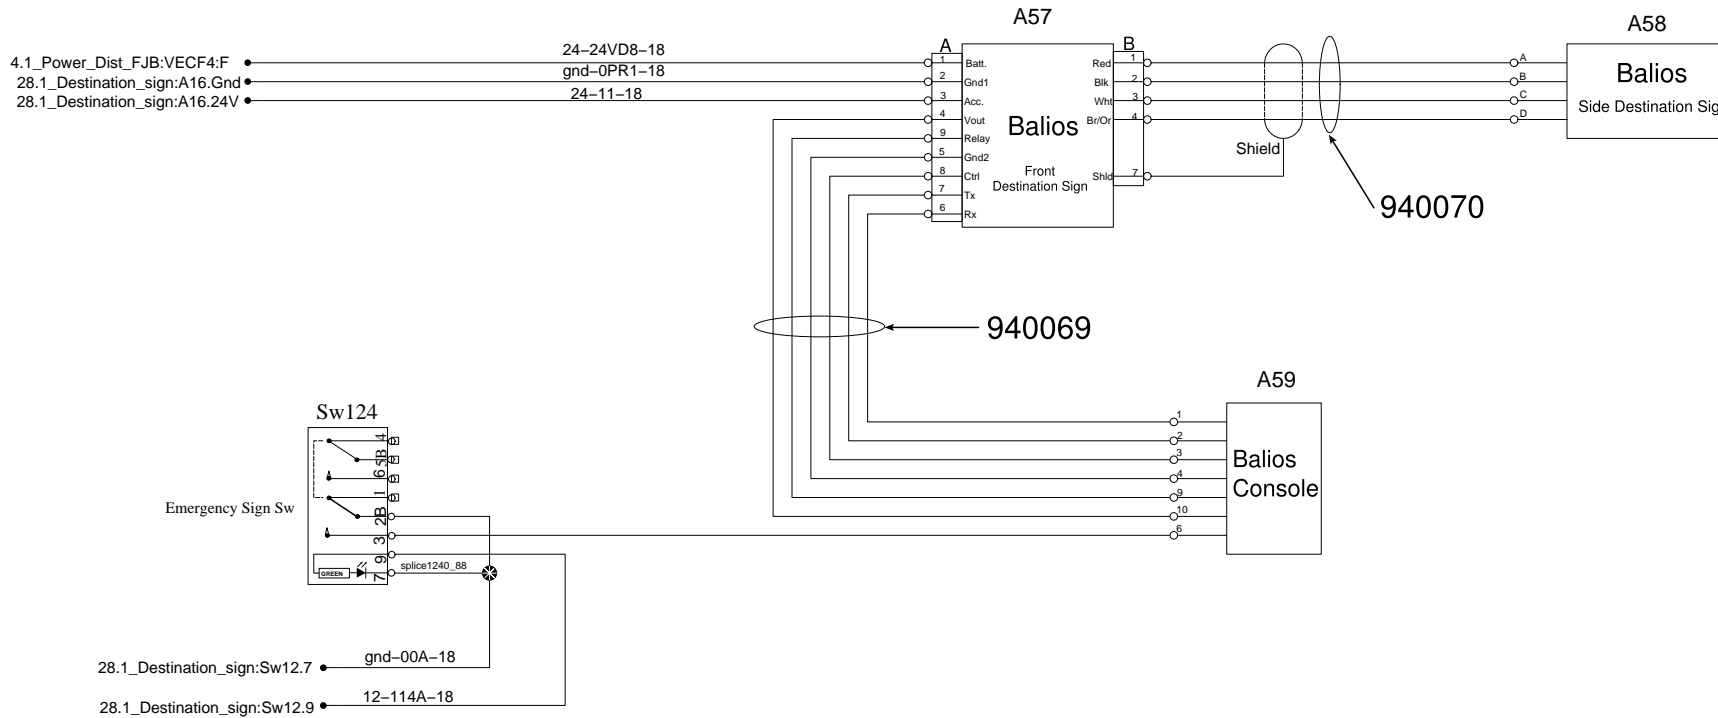 A57
A58
4.1_Power_Dist_FJB:VECF4:F
24-24VD8-18
28.1_Destination_sign:A16.Gnd
gnd-0PR1-18
28.1_Destination_sign:A16.24V
24-11-18
A
B
1 Batt.
2 Gnd1
3 Acc.
4 Vout
9 Relay
5 Gnd2
8 Ctrl
7 Tx
6 Rx
Balios
Front
Destination Sign
Red 1
Blk 2
Wht 3
Br/Or 4
Shld 7
Shield
A
B
C
D
Balios
Side Destination Sig
940070
940069
A59
1
2
3
4
9
10
6
Balios
Console
Sw124
Emergency Sign Sw
4
5B
6
1
2B
3
9
7
GREEN
splice1240_88
28.1_Destination_sign:Sw12.7
gnd-00A-18
28.1_Destination_sign:Sw12.9
12-114A-18